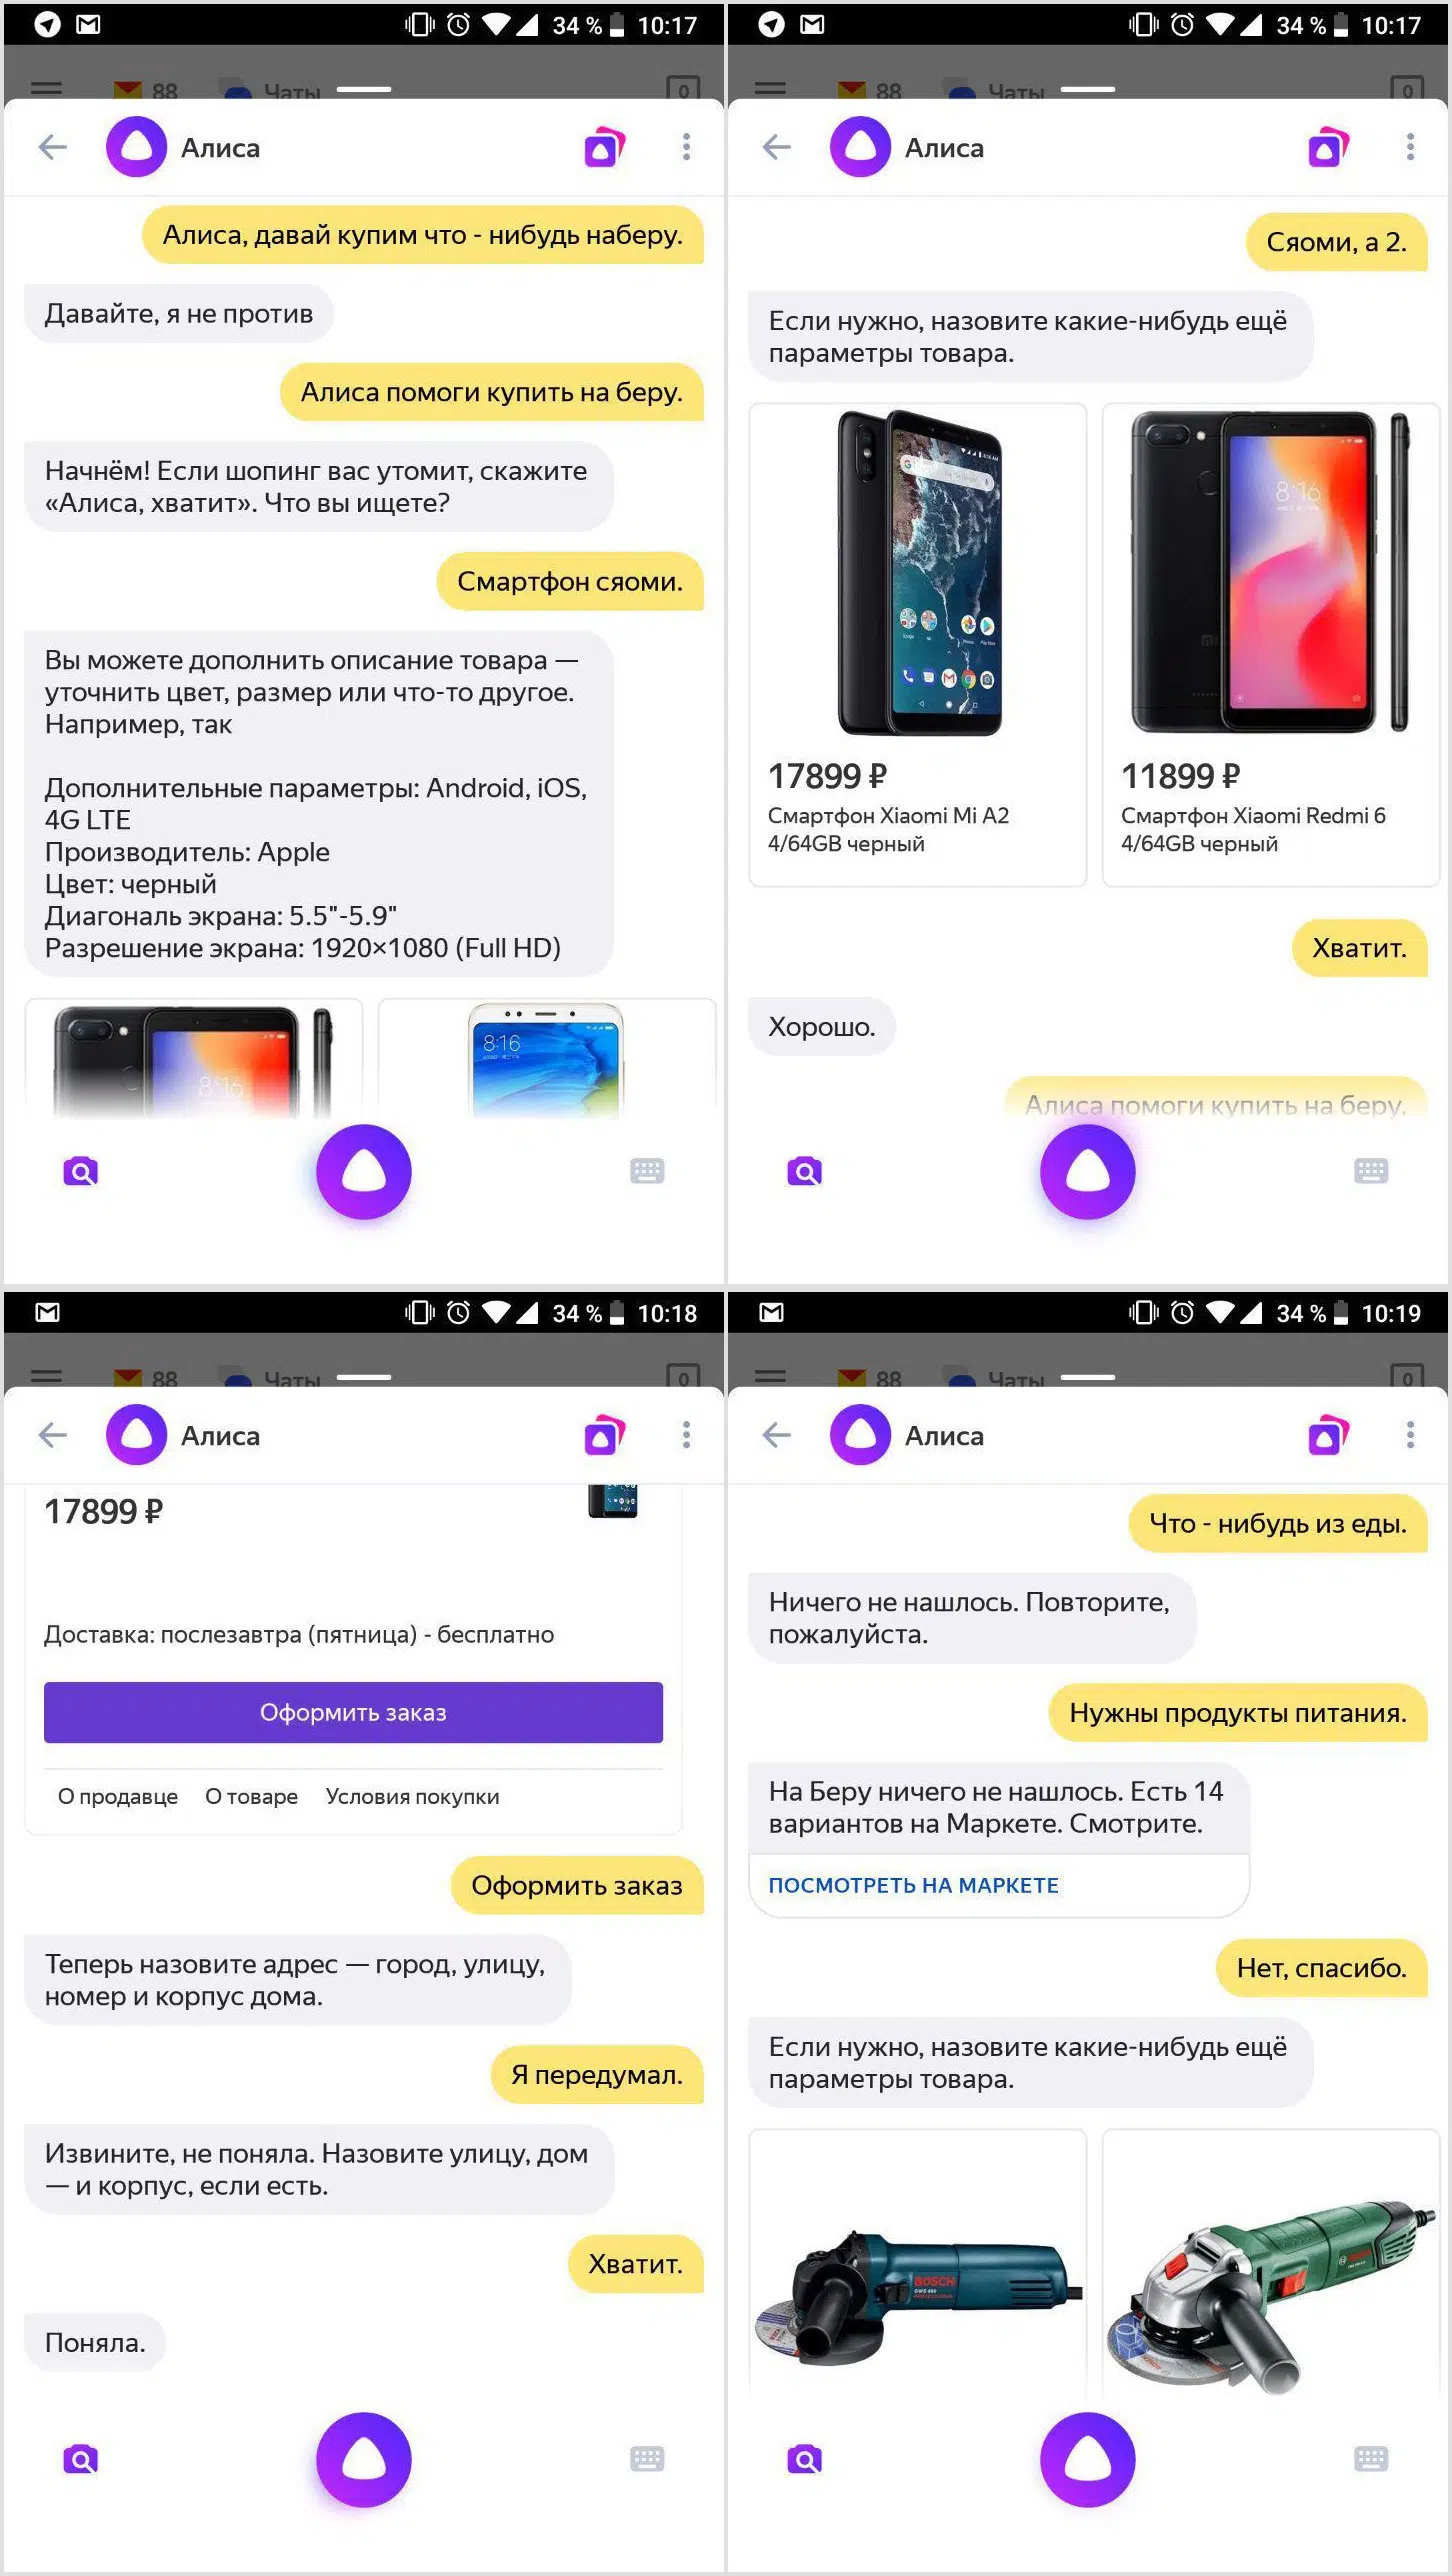 34 % 10:17
88 Чаты 0
Алиса
Алиса, давай купим что - нибудь наберу.
Давайте, я не против
Алиса помоги купить на беру.
Начнём! Если шопинг вас утомит, скажите
«Алиса, хватит». Что вы ищете?
Смартфон сяоми.
Вы можете дополнить описание товара —
уточнить цвет, размер или что-то другое.
Например, так
Дополнительные параметры: Android, iOS,
4G LTE
Производитель: Apple
Цвет: черный
Диагональ экрана: 5.5"-5.9"
Разрешение экрана: 1920×1080 (Full HD)
8:16
8:16
34 % 10:17
88 Чаты 0
Алиса
Сяоми, а 2.
Если нужно, назовите какие-нибудь ещё
параметры товара.
8:16
17899 ₽
Смартфон Xiaomi Mi A2
4/64GB черный
11899 ₽
Смартфон Xiaomi Redmi 6
4/64GB черный
Хватит.
Хорошо.
Алиса помоги купить на беру.
34 % 10:18
88 Чаты 0
Алиса
17899 ₽
Доставка: послезавтра (пятница) - бесплатно
Оформить заказ
О продавце О товаре Условия покупки
Оформить заказ
Теперь назовите адрес — город, улицу,
номер и корпус дома.
Я передумал.
Извините, не поняла. Назовите улицу, дом
— и корпус, если есть.
Хватит.
Поняла.
34 % 10:19
88 Чаты 0
Алиса
Что - нибудь из еды.
Ничего не нашлось. Повторите,
пожалуйста.
Нужны продукты питания.
На Беру ничего не нашлось. Есть 14
вариантов на Маркете. Смотрите.
ПОСМОТРЕТЬ НА МАРКЕТЕ
Нет, спасибо.
Если нужно, назовите какие-нибудь ещё
параметры товара.
BOSCH